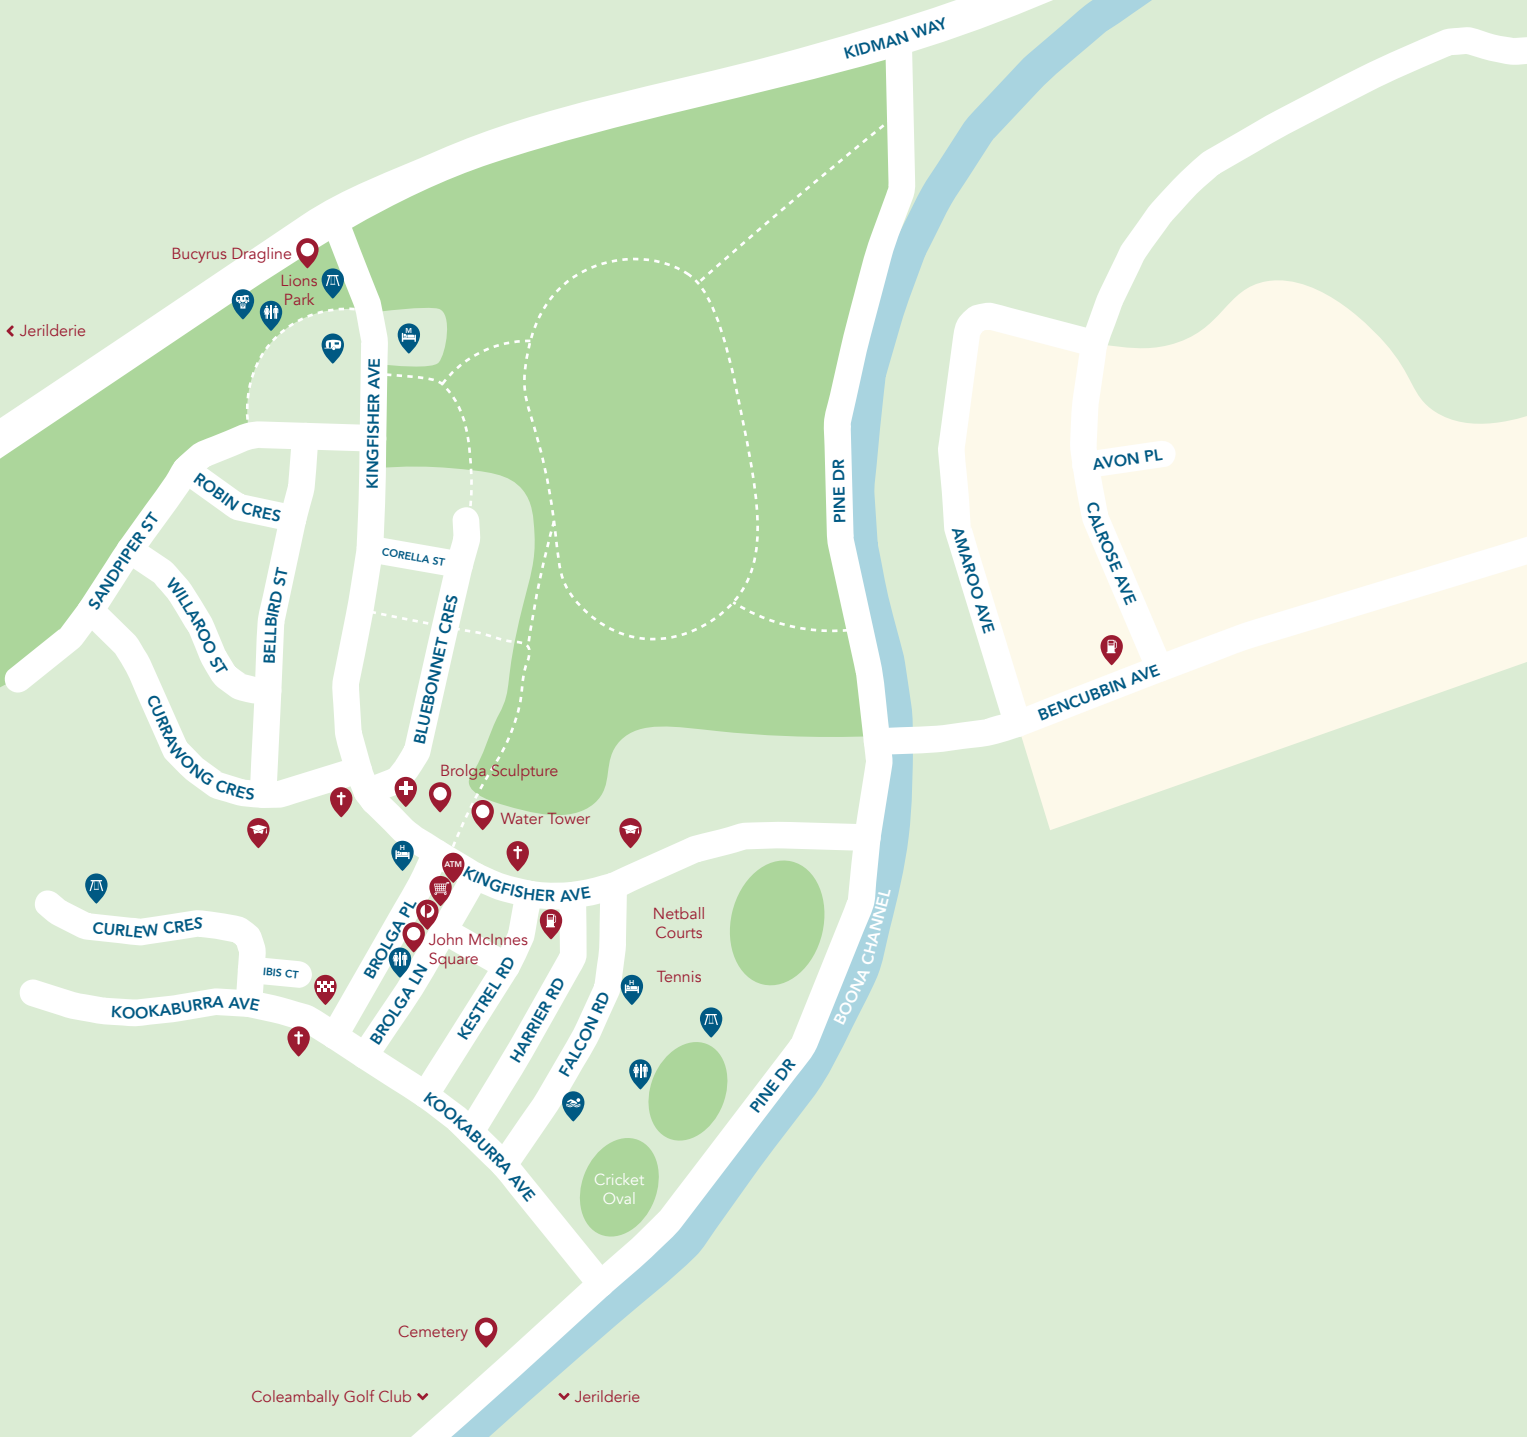 KIDMAN WAY
Bucyrus Dragline
Lions
Park
Jerilderie
M
KINGFISHER AVE
PINE DR
ROBIN CRES
AVON PL
SANDPIPER ST
CORELLA ST
CALROSE AVE
WILLAROO ST
BELLBIRD ST
AMAROO AVE
BLUEBONNET CRES
BENCUBBIN AVE
CURRAWONG CRES
Brolga Sculpture
Water Tower
H
ATM
KINGFISHER AVE
CURLEW CRES
BROLGA PL
Netball
Courts
John McInnes
Square
BOONA CHANNEL
IBIS CT
Tennis
H
KOOKABURRA AVE
BROLGA LN
KESTREL RD
HARRIER RD
FALCON RD
PINE DR
KOOKABURRA AVE
Cricket
Oval
Cemetery
Coleambally Golf Club
Jerilderie